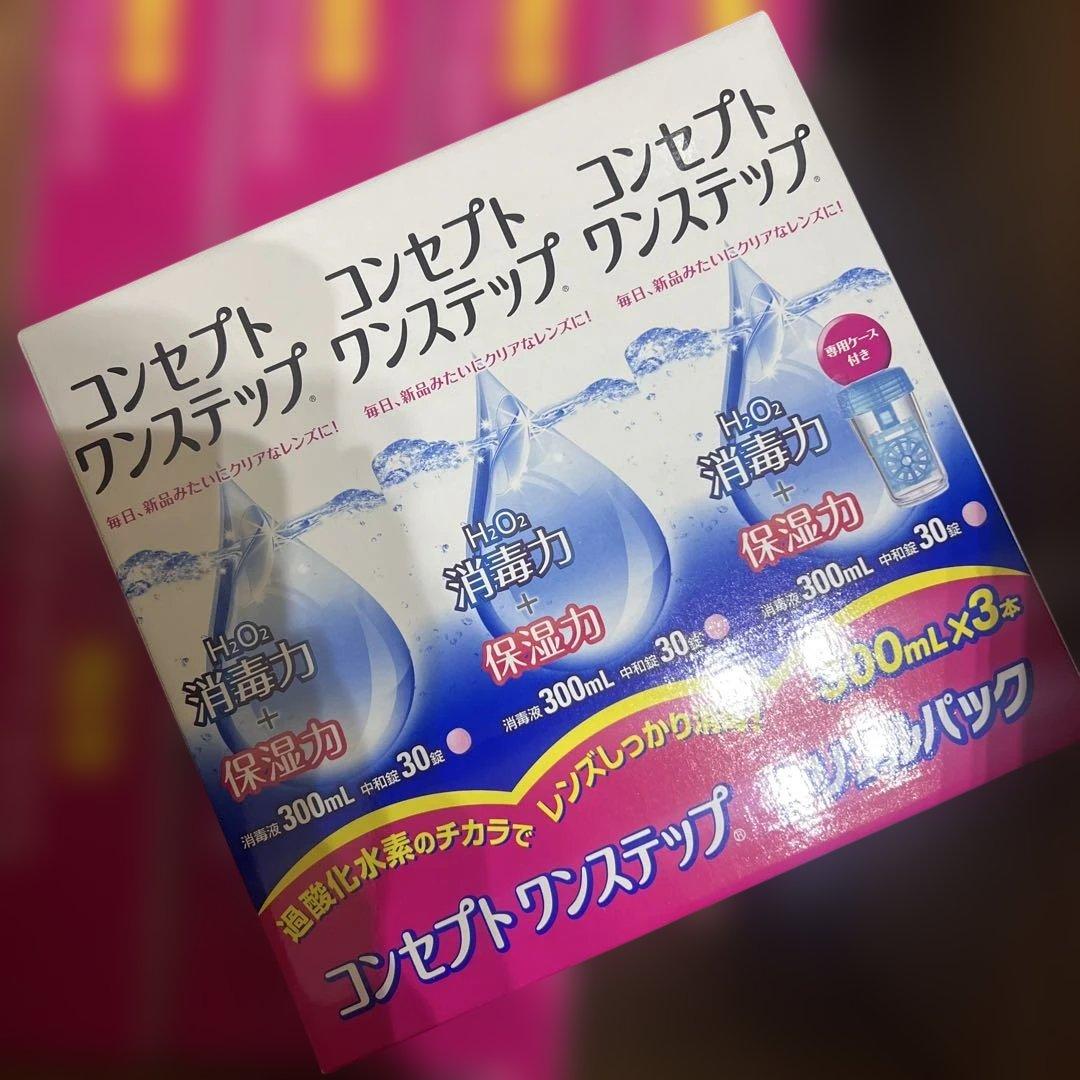 コンセプト
ワンステップ®
毎日、新品みたいにクリアなレンズに!
H₂O₂
消毒力
+
保湿力
消毒液 300mL 中和錠 30錠
コンセプト
ワンステップ®
毎日、新品みたいにクリアなレンズに!
H₂O₂
消毒力
+
保湿力
消毒液 300mL 中和錠 30錠
コンセプト
ワンステップ®
毎日、新品みたいにクリアなレンズに!
専用ケース
付き
H₂O₂
消毒力
+
保湿力
消毒液 300mL 中和錠 30錠
過酸化水素のチカラで レンズしっかり
300mL×3本
コンセプト ワンステップ® パック